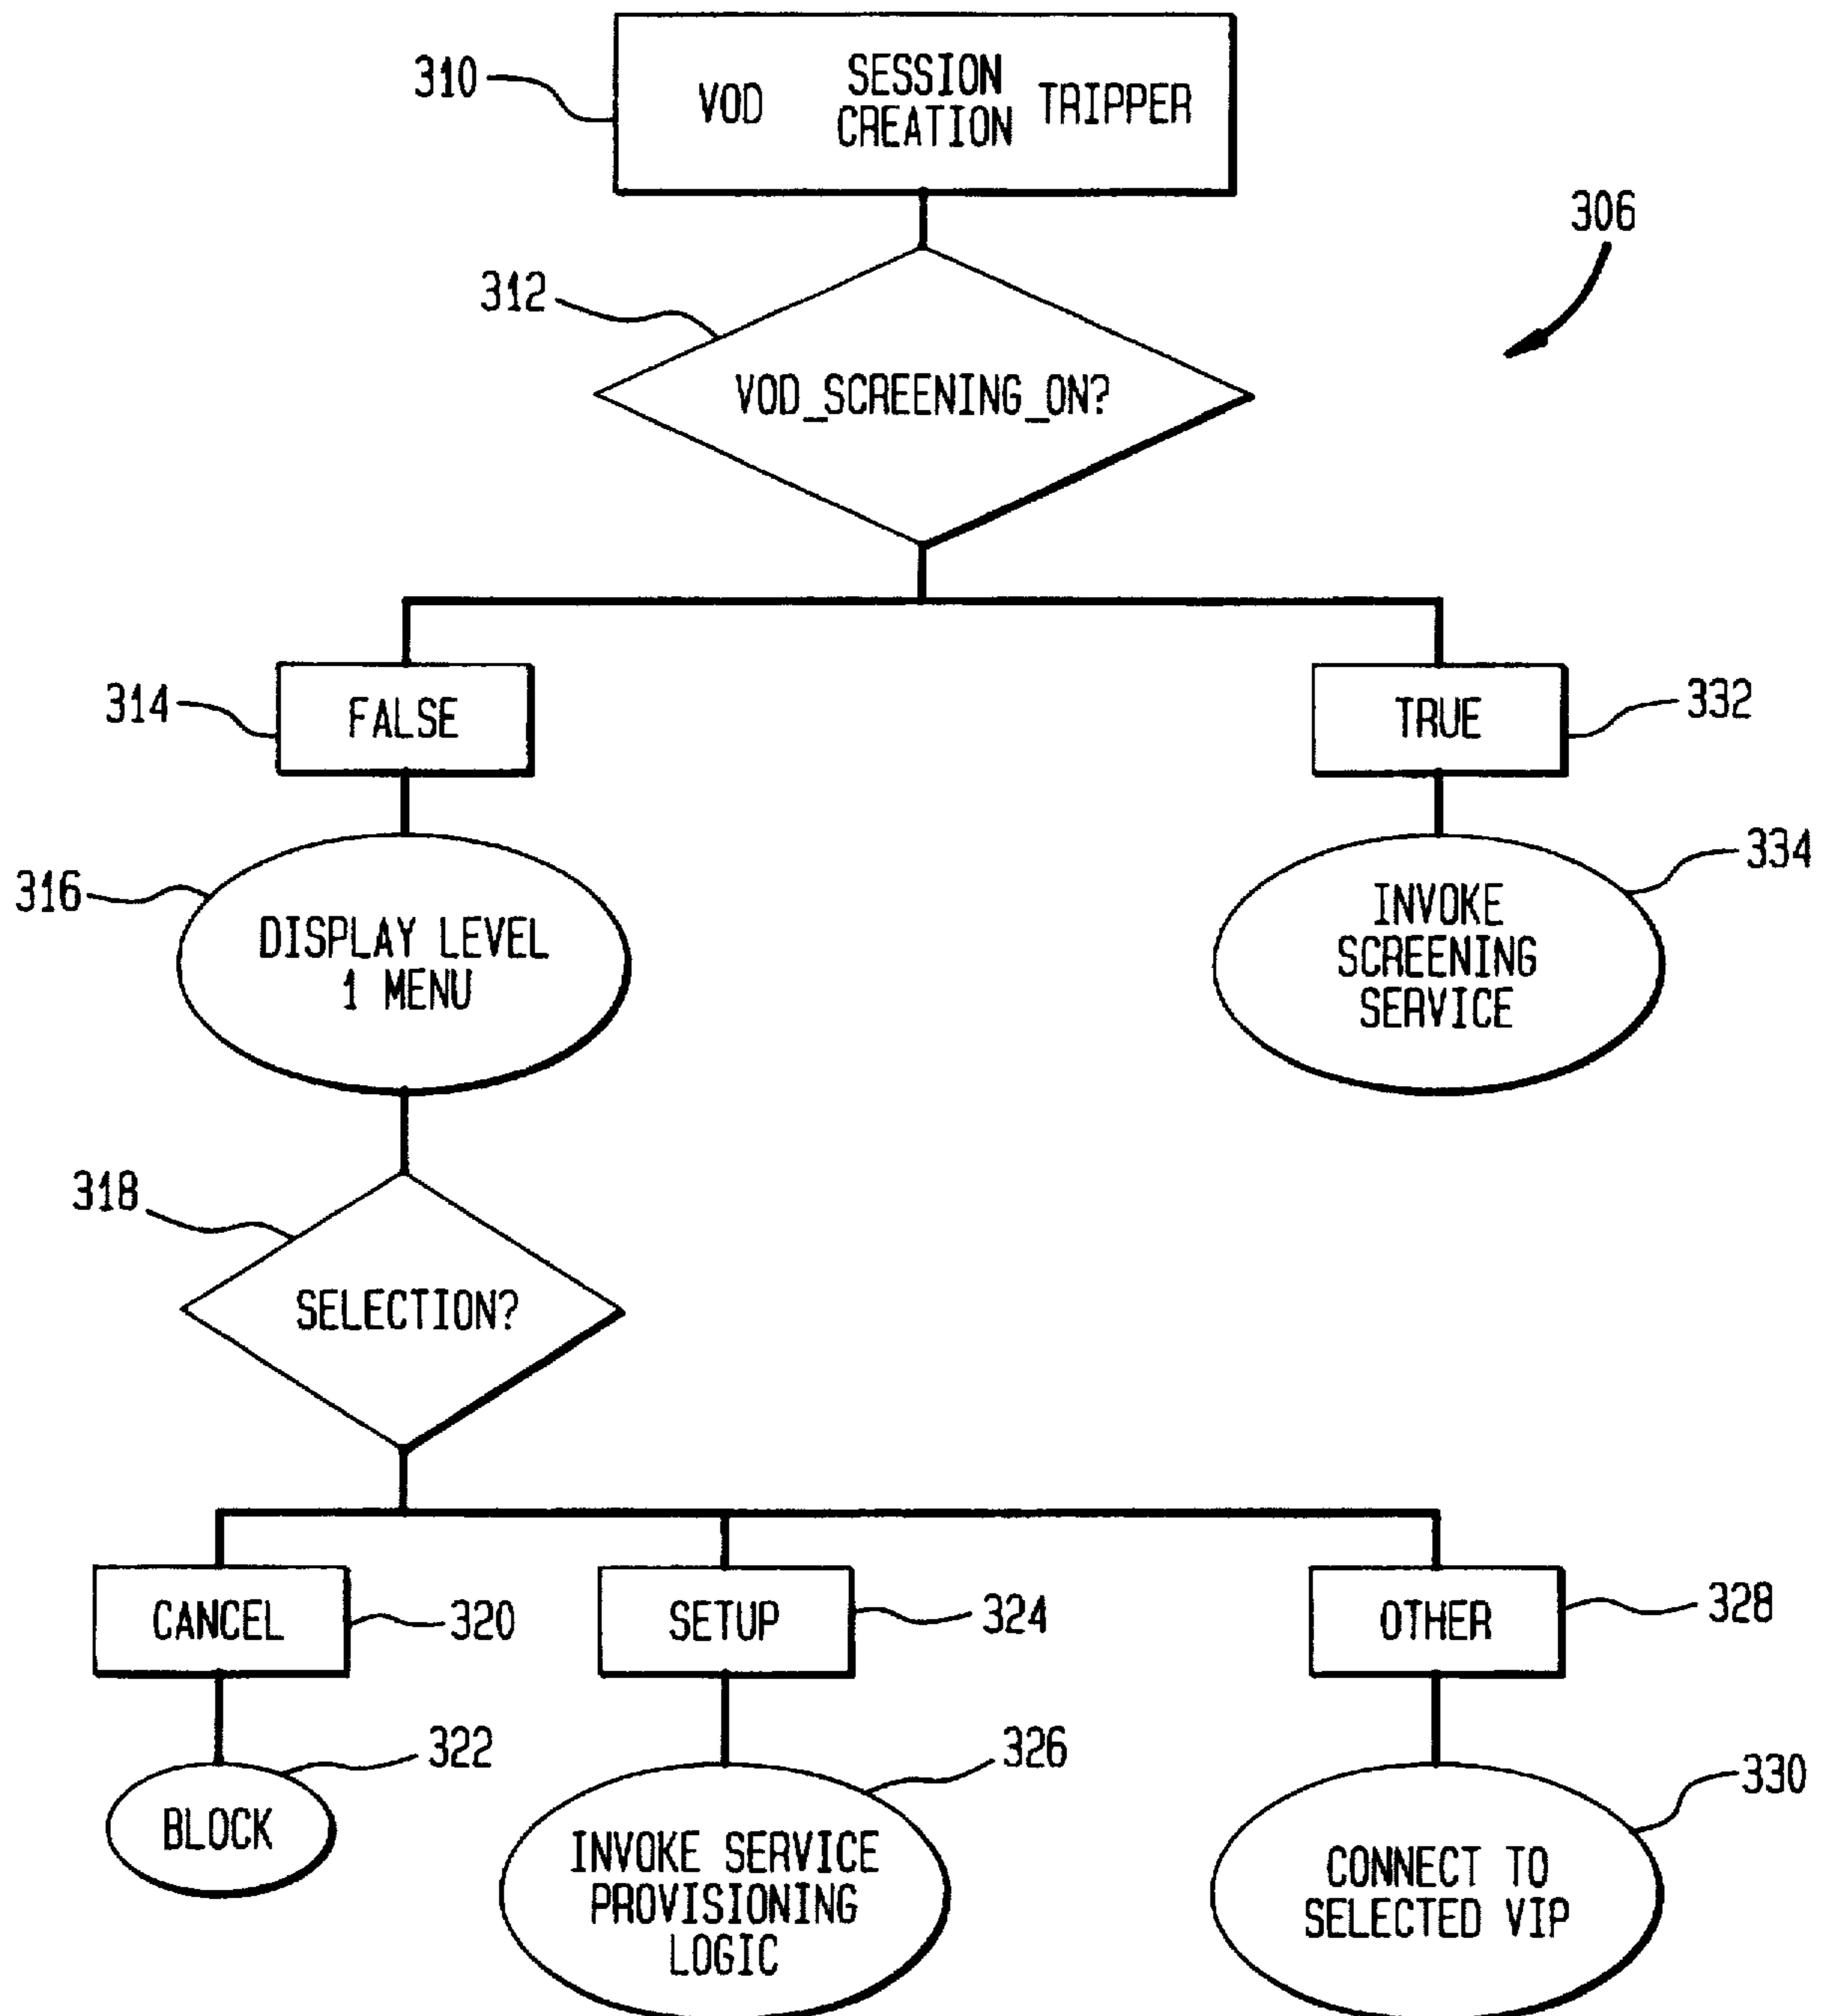 310
VOD SESSION CREATION TRIPPER
306
312
VOD_SCREENING_ON?
314
FALSE
TRUE
332
316
DISPLAY LEVEL
1 MENU
334
INVOKE
SCREENING
SERVICE
318
SELECTION?
CANCEL
320
SETUP
324
OTHER
328
322
BLOCK
326
INVOKE SERVICE
PROVISIONING
LOGIC
330
CONNECT TO
SELECTED VIP